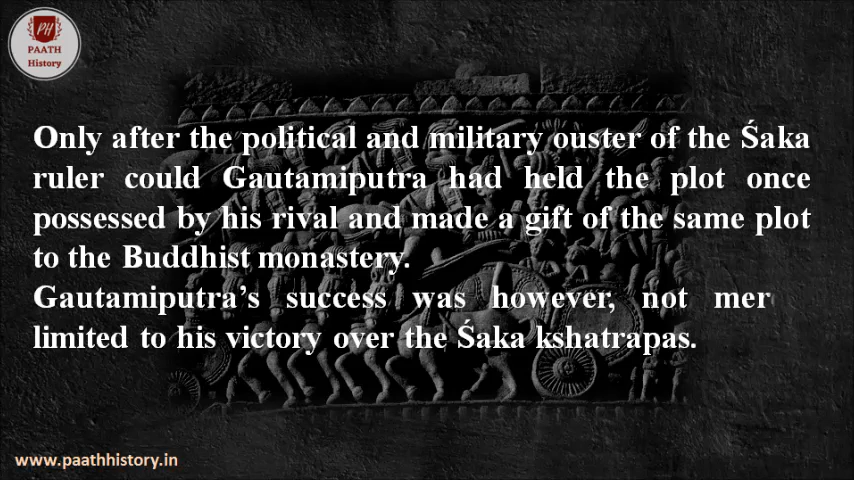 PH
PAATH
History
Only after the political and military ouster of the Śaka
ruler could Gautamiputra had held the plot once
possessed by his rival and made a gift of the same plot
to the Buddhist monastery.
Gautamiputra’s success was however, not mer
limited to his victory over the Śaka kshatrapas.
www.paathhistory.in